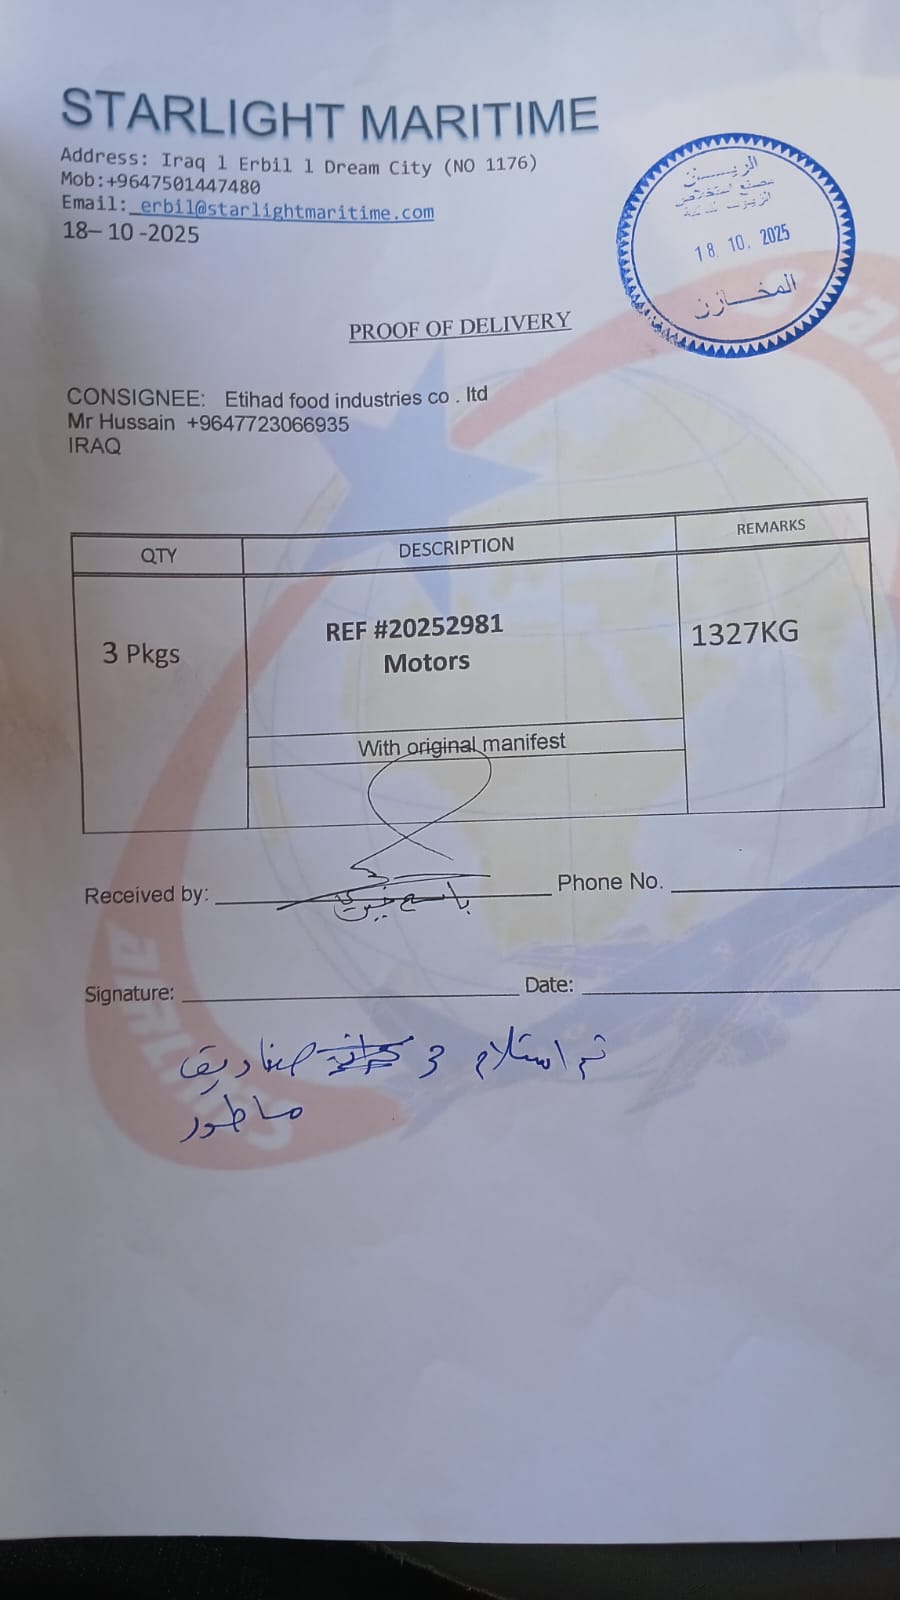 STARLIGHT MARITIME
Address: Iraq l Erbil l Dream City (NO 1176)
Mob:+9647501447480
Email: erbil@starlightmaritime.com
18– 10 -2025
مصنع استخلاص
18. 10. 2025
المخازن
PROOF OF DELIVERY
CONSIGNEE: Etihad food industries co . ltd
Mr Hussain +9647723066935
IRAQ
QTY DESCRIPTION REMARKS
3 Pkgs REF #20252981 1327KG
Motors
With original manifest
Received by: Phone No.
Signature: Date:
تم استلام 3 صناديق
ماطور